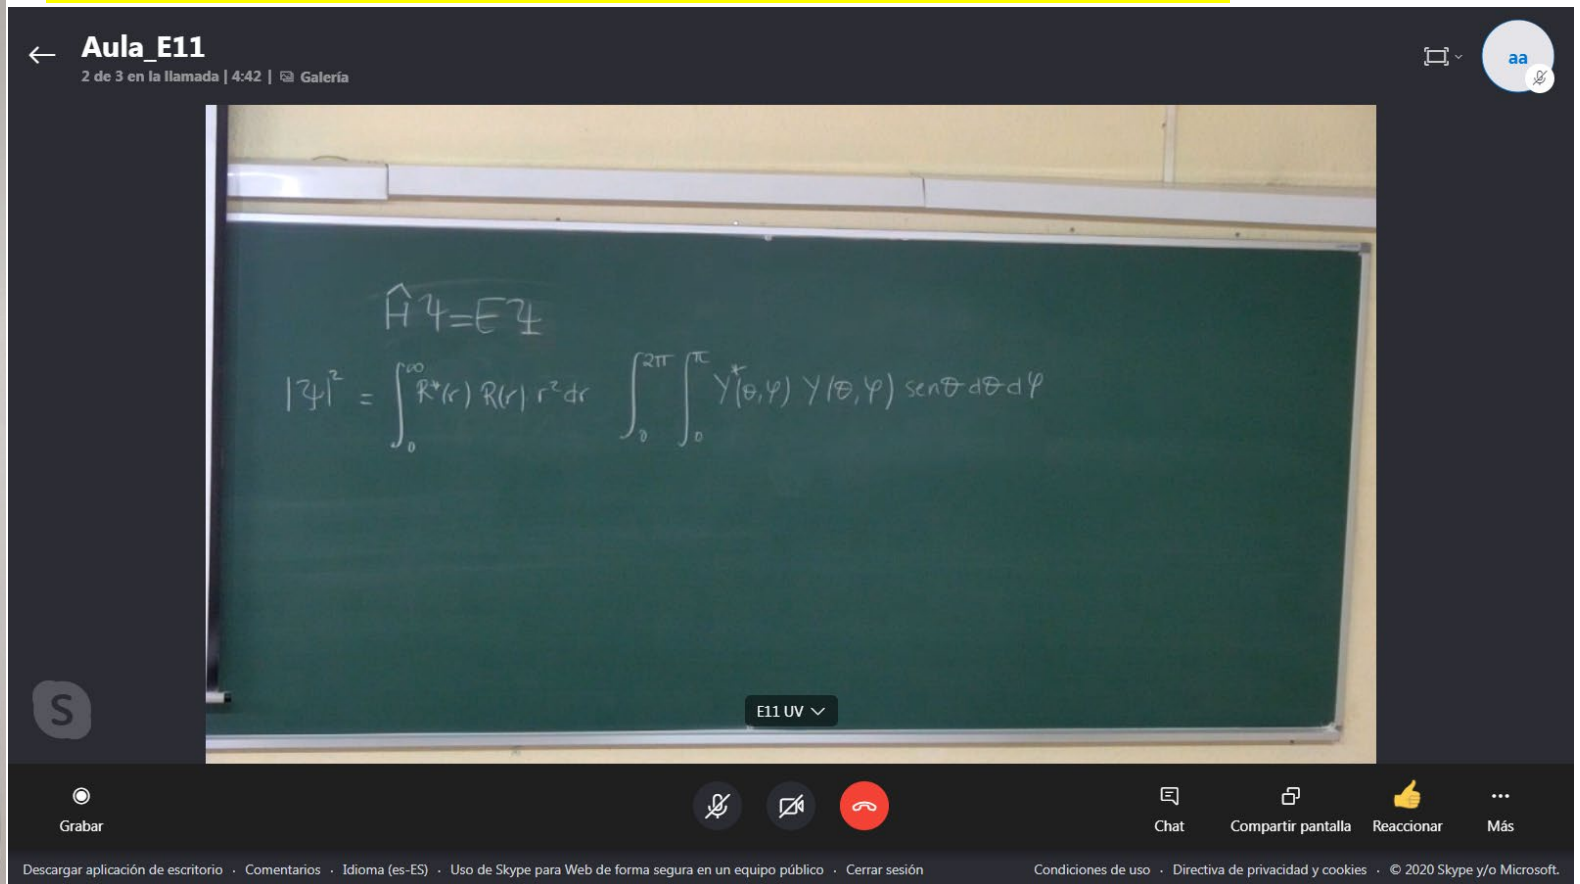 Aula_E11
2 de 3 en la llamada | 4:42 | Galería
aa
Ĥψ=Eψ
|ψ|² = ∫₀^∞ R*(r) R(r) r² dr ∫₀^2π ∫₀^π Y*(θ,φ) Y(θ,φ) senθ dθ dφ
E11 UV
S
Grabar
Chat
Compartir pantalla
Reaccionar
Más
Descargar aplicación de escritorio · Comentarios · Idioma (es-ES) · Uso de Skype para Web de forma segura en un equipo público · Cerrar sesión
Condiciones de uso · Directiva de privacidad y cookies · © 2020 Skype y/o Microsoft.